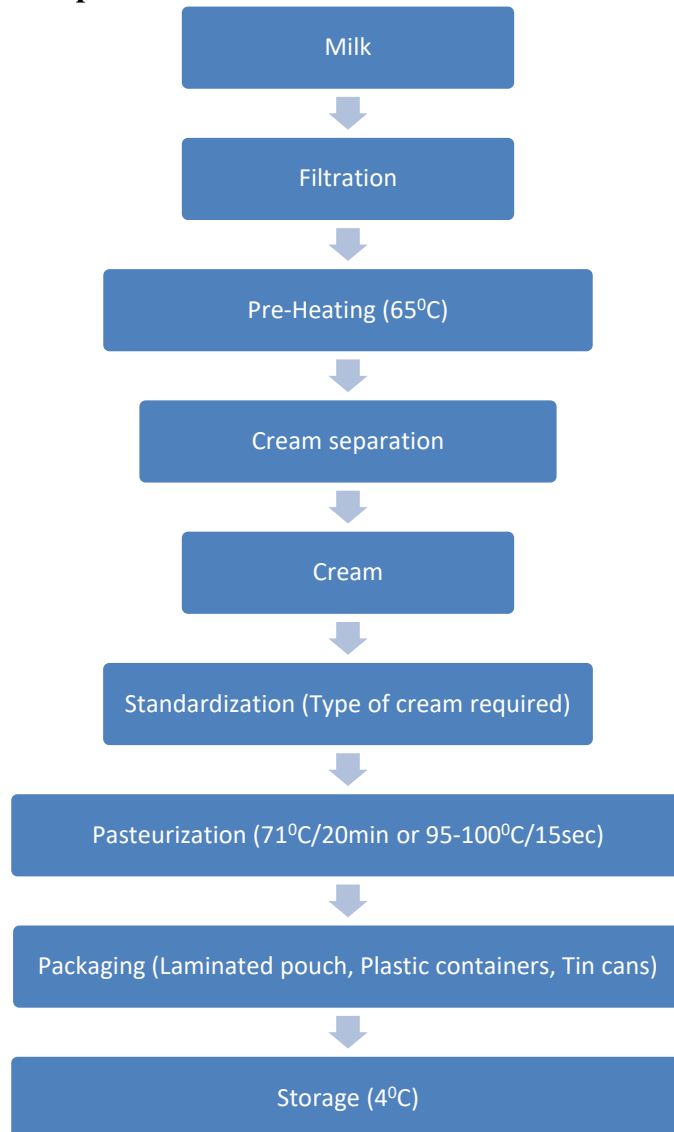 Milk
Filtration
Pre-Heating (65⁰C)
Cream separation
Cream
Standardization (Type of cream required)
Pasteurization (71⁰C/20min or 95-100⁰C/15sec)
Packaging (Laminated pouch, Plastic containers, Tin cans)
Storage (4⁰C)